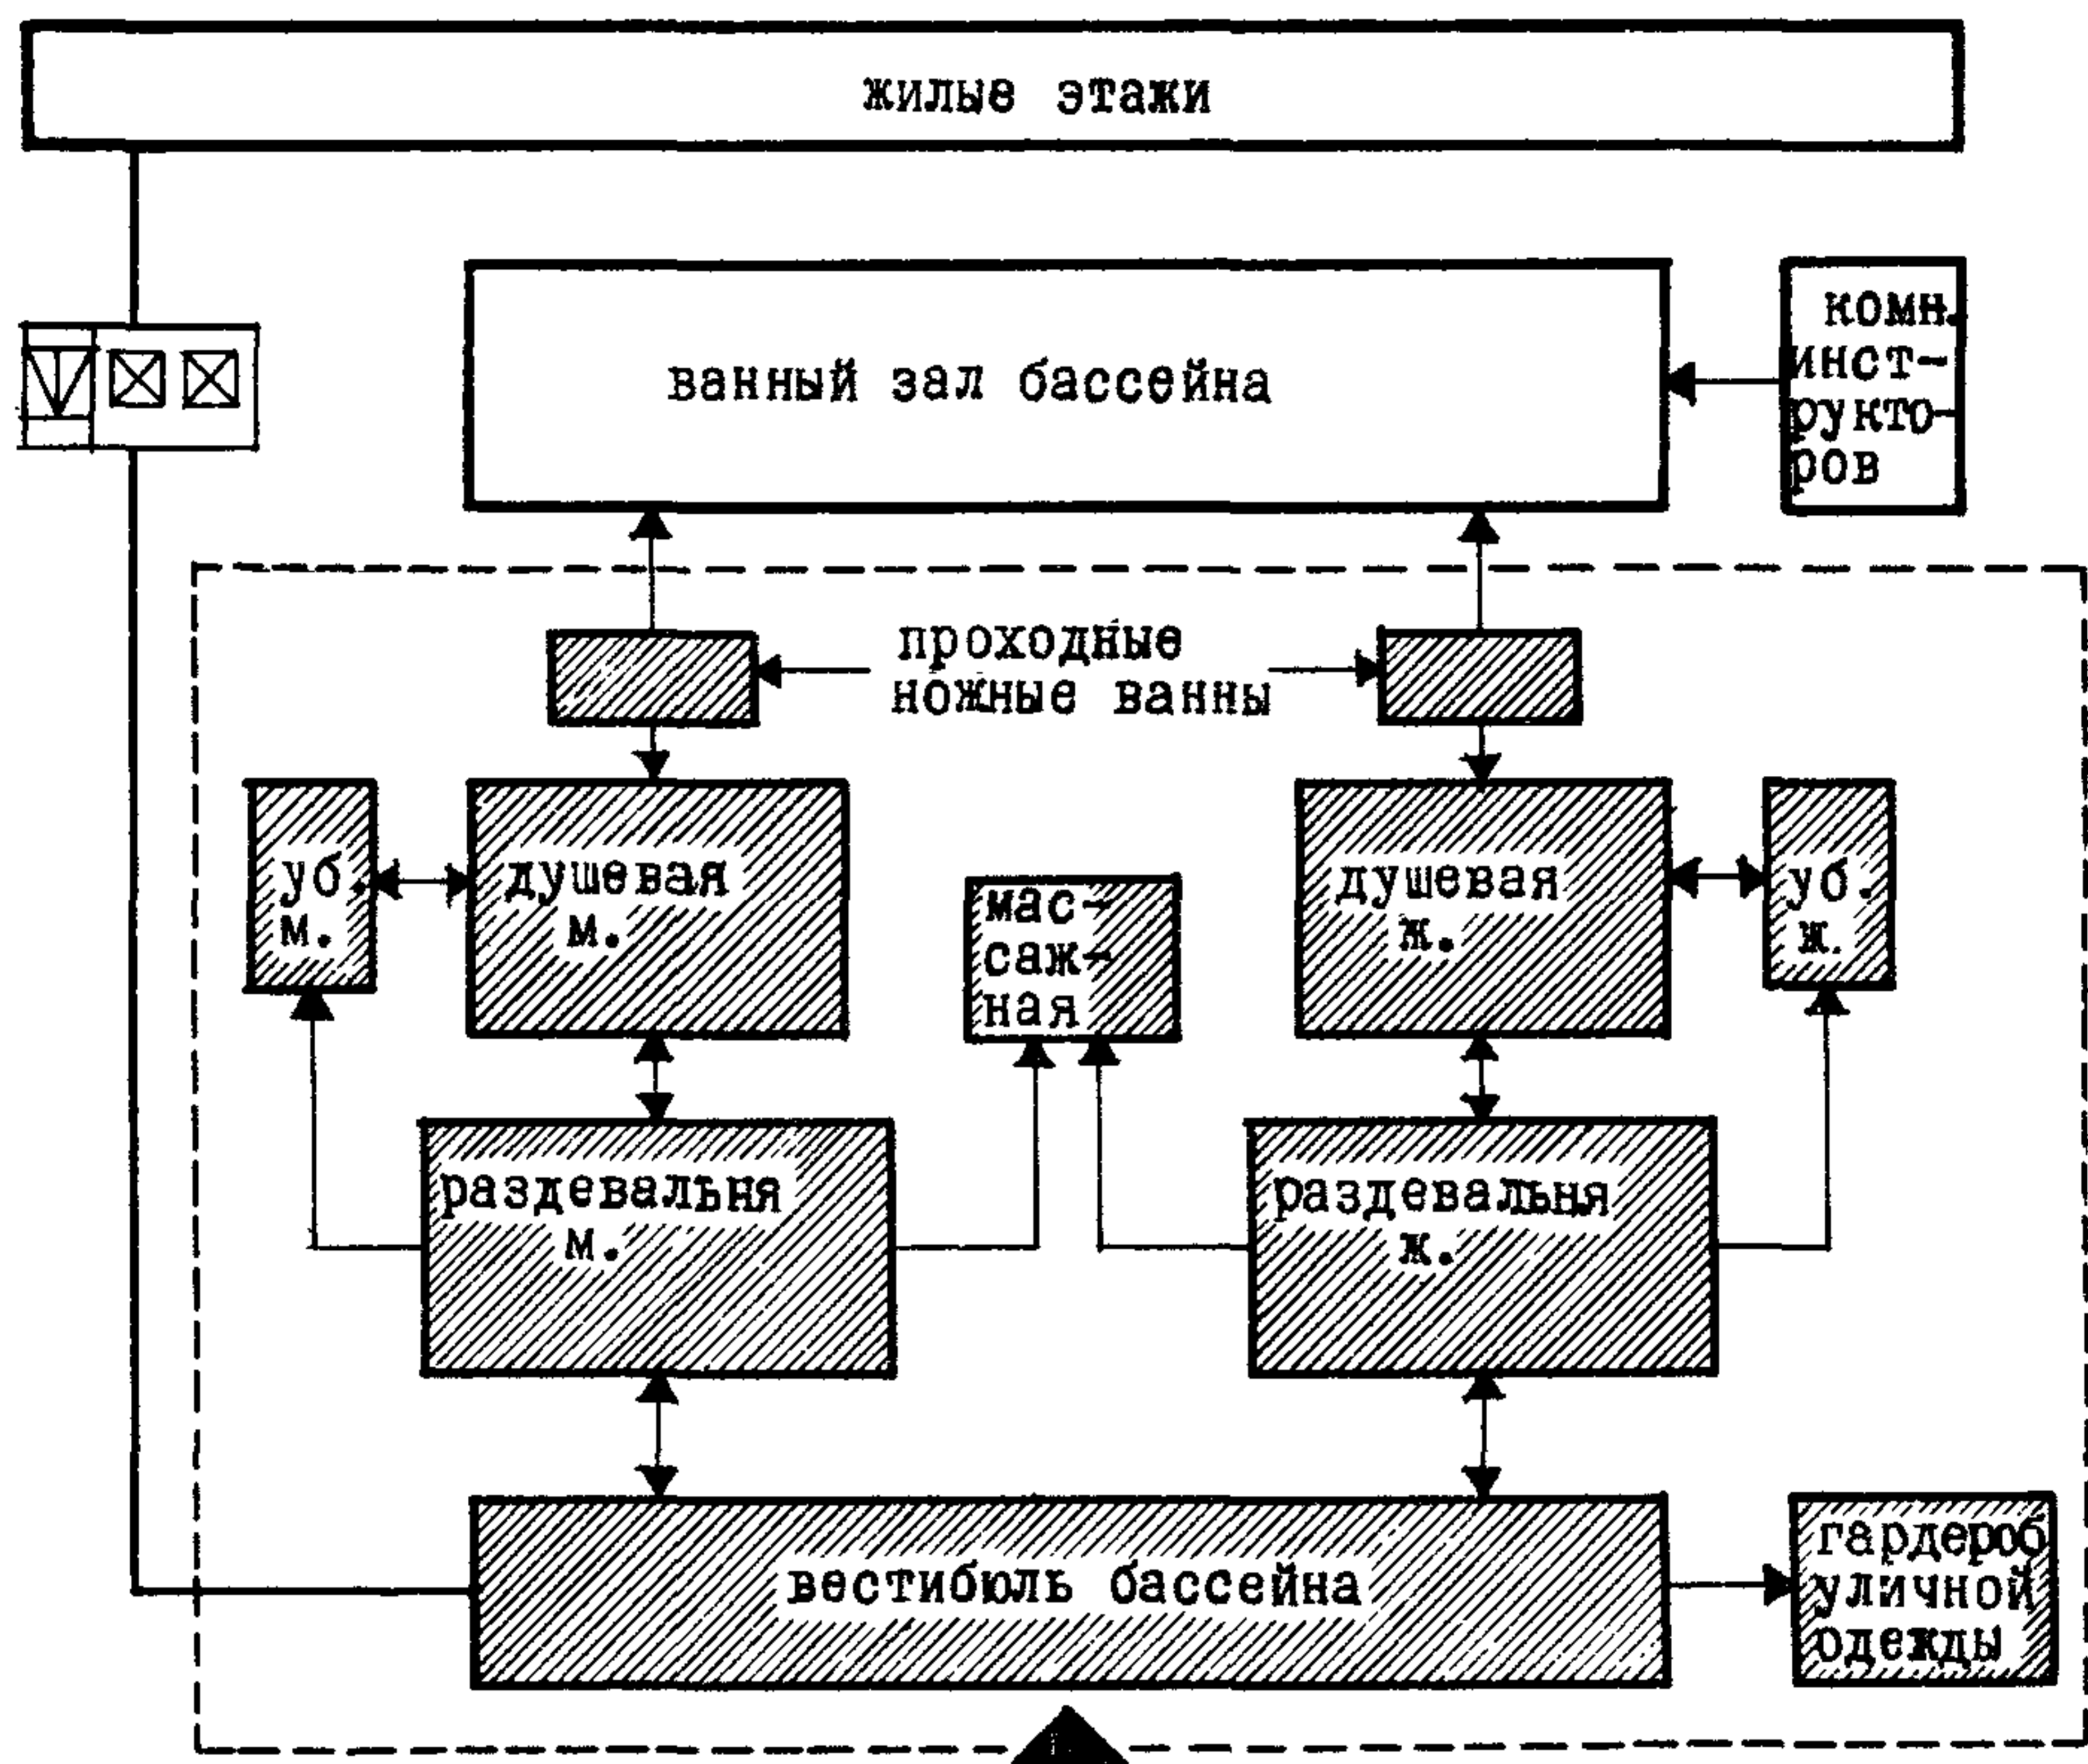 жилые этажи
ванный зал бассейна
комн.
инст-
рукто-
ров
проходные
ножные ванны
уб.
м.
душевая
м.
мас-
саж-
ная
душевая
ж.
уб.
ж.
раздевальня
м.
раздевальня
ж.
вестибюль бассейна
гардероб
уличной
одежды